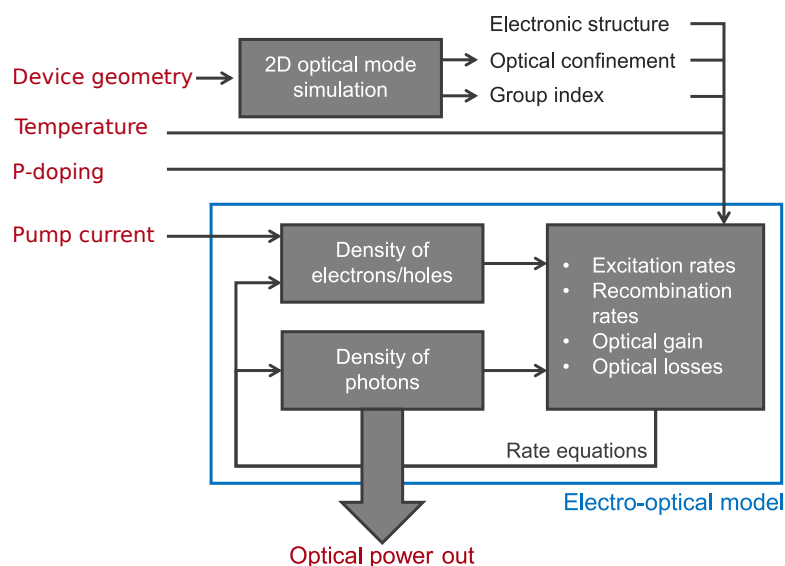 Electronic structure
Device geometry
2D optical mode
simulation
Optical confinement
Group index
Temperature
P-doping
Pump current
Density of
electrons/holes
Density of
photons
• Excitation rates
• Recombination
rates
• Optical gain
• Optical losses
Rate equations
Electro-optical model
Optical power out